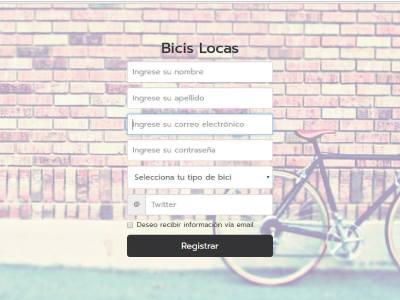 Bicis Locas
Ingrese su nombre
Ingrese su apellido
Ingrese su correo electrónico
Ingrese su contraseña
Selecciona tu tipo de bici
@ Twitter
Deseo recibir información vía email
Registrar